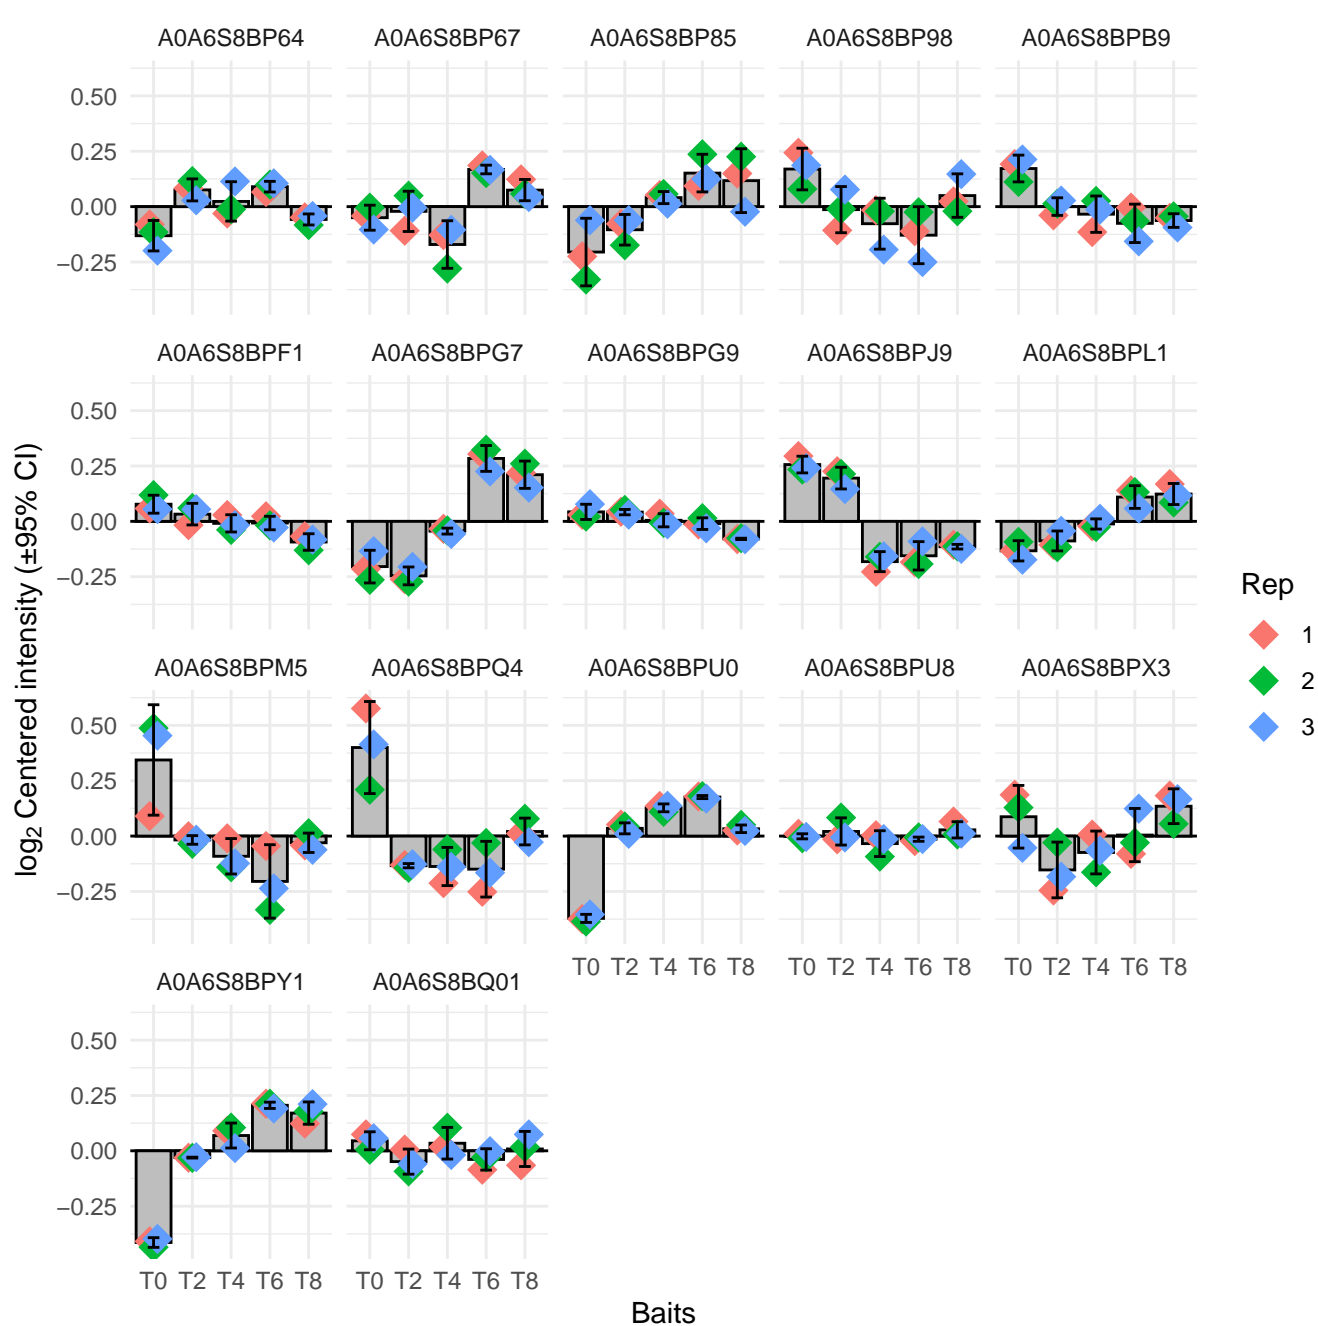 A0A6S8BP64 A0A6S8BP67 A0A6S8BP85 A0A6S8BP98 A0A6S8BPB9
0.50
0.25
0.00
−0.25
A0A6S8BPF1 A0A6S8BPG7 A0A6S8BPG9 A0A6S8BPJ9 A0A6S8BPL1
0.50
0.25
0.00
−0.25
A0A6S8BPM5 A0A6S8BPQ4 A0A6S8BPU0 A0A6S8BPU8 A0A6S8BPX3
0.50
0.25
0.00
−0.25
T0 T2 T4 T6 T8 T0 T2 T4 T6 T8 T0 T2 T4 T6 T8
A0A6S8BPY1 A0A6S8BQ01
0.50
0.25
0.00
−0.25
T0 T2 T4 T6 T8 T0 T2 T4 T6 T8
Baits
log₂ Centered intensity (±95% CI)
Rep
1
2
3